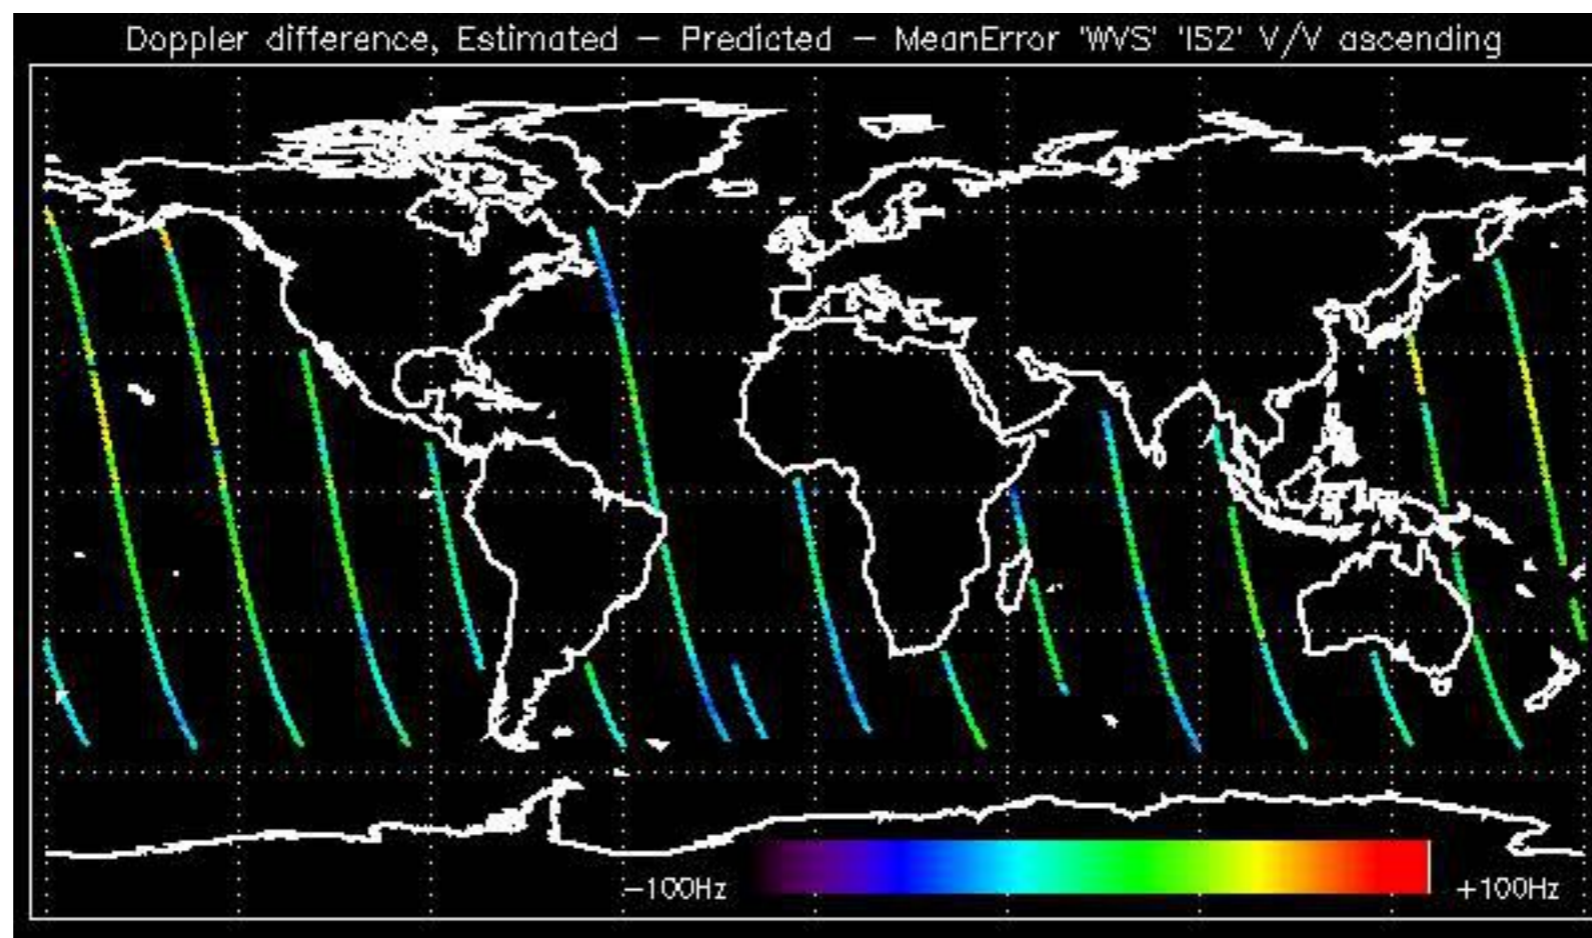 Doppler difference, Estimated – Predicted – MeanError 'WVS' 'IS2' V/V ascending
–100Hz +100Hz